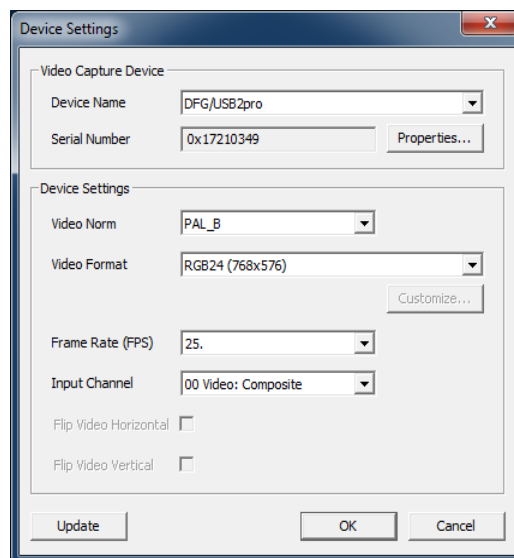 Device Settings
Video Capture Device
Device Name DFG/USB2pro
Serial Number 0x17210349 Properties...
Device Settings
Video Norm PAL_B
Video Format RGB24 (768x576)
Customize...
Frame Rate (FPS) 25.
Input Channel 00 Video: Composite
Flip Video Horizontal
Flip Video Vertical
Update OK Cancel